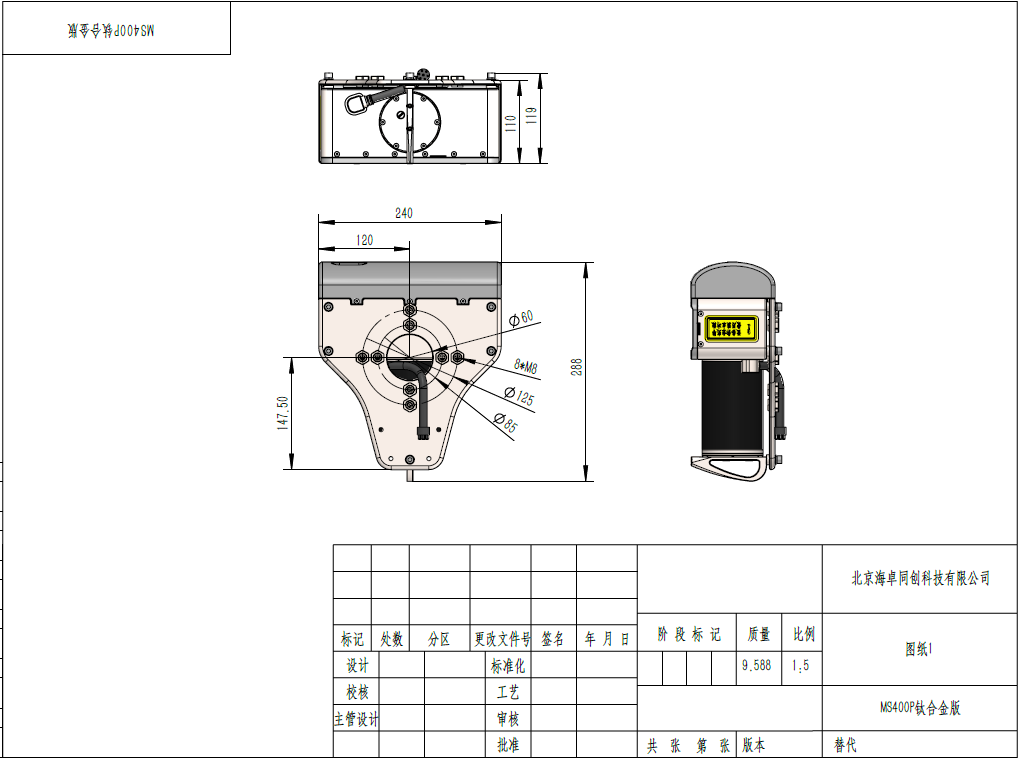 MS400P钛合金版
110
119
240
120
Ø60
8*M8
Ø125
Ø85
288
147.50
北京海卓同创科技有限公司
标记 处数 分区 更改文件号 签名 年 月 日
阶 段 标 记 质量 比例
图纸1
设计 标准化
9.588 1:5
校核 工艺
主管设计 审核
MS400P钛合金版
批准
共 张 第 张 版本 替代